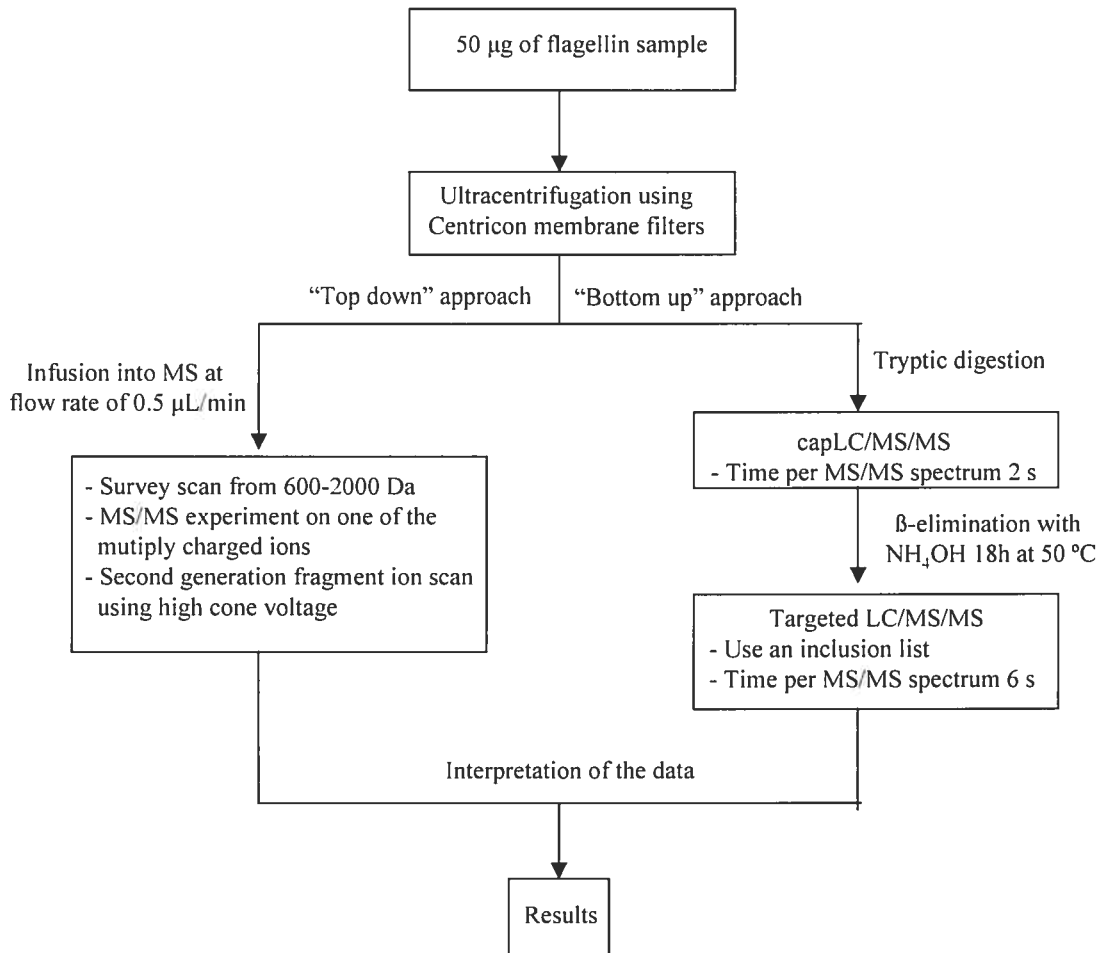 50 µg of flagellin sample
Ultracentrifugation using
Centricon membrane filters
“Top down” approach
“Bottom up” approach
Infusion into MS at
flow rate of 0.5 µL/min
- Survey scan from 600-2000 Da
- MS/MS experiment on one of the
mutiply charged ions
- Second generation fragment ion scan
using high cone voltage
Tryptic digestion
capLC/MS/MS
- Time per MS/MS spectrum 2 s
ß-elimination with
NH₄OH 18h at 50 ºC
Targeted LC/MS/MS
- Use an inclusion list
- Time per MS/MS spectrum 6 s
Interpretation of the data
Results